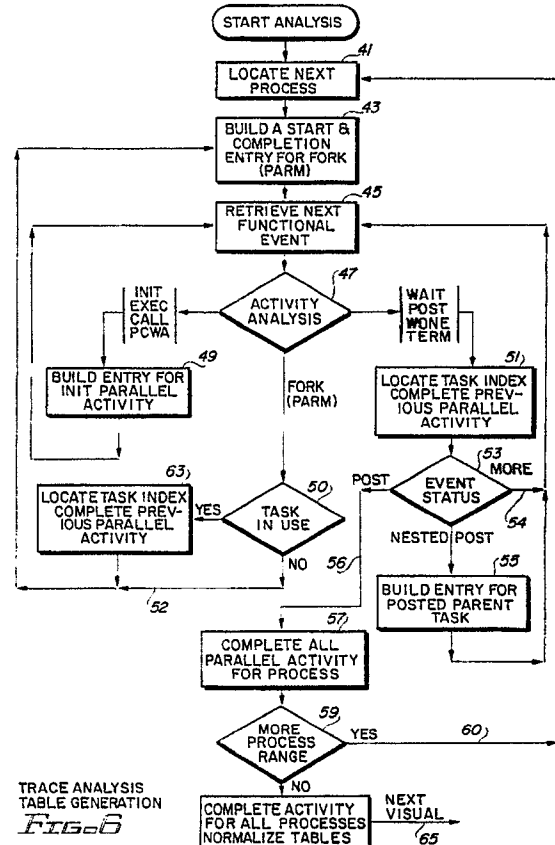 START ANALYSIS
41
LOCATE NEXT
PROCESS
43
BUILD A START &
COMPLETION
ENTRY FOR FORK
(PARM)
45
RETRIEVE NEXT
FUNCTIONAL
EVENT
47
ACTIVITY
ANALYSIS
INIT
EXEC
CALL
PCWA
WAIT
POST
WONE
TERM
49
BUILD ENTRY FOR
INIT PARALLEL
ACTIVITY
FORK
(PARM)
51
LOCATE TASK INDEX
COMPLETE PREV-
IOUS PARALLEL
ACTIVITY
53
EVENT
STATUS
POST
MORE
54
NESTED POST
63
LOCATE TASK INDEX
COMPLETE PREV-
IOUS PARALLEL
ACTIVITY
YES
50
TASK
IN USE
NO
52
56
55
BUILD ENTRY FOR
POSTED PARENT
TASK
57
COMPLETE ALL
PARALLEL ACTIVITY
FOR PROCESS
59
MORE
PROCESS
RANGE
YES
60
NO
COMPLETE ACTIVITY
FOR ALL PROCESSES
NORMALIZE TABLES
NEXT
VISUAL
65
TRACE ANALYSIS
TABLE GENERATION
FIG. 6